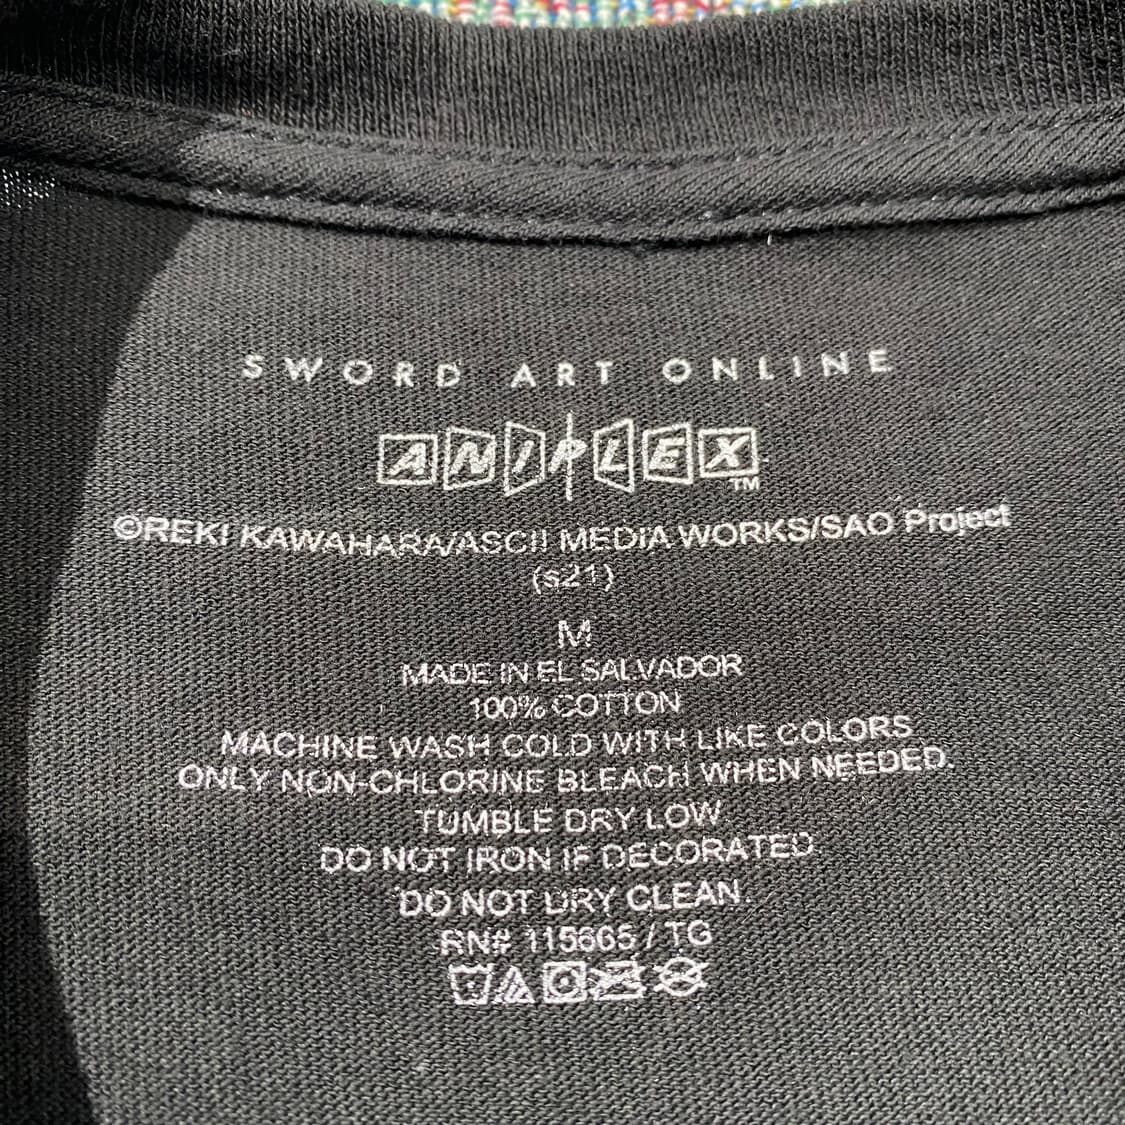 SWORD ART ONLINE
ANIPLEX
TM
©REKI KAWAHARA/ASCII MEDIA WORKS/SAO Project
(s21)
M
MADE IN EL SALVADOR
100% COTTON
MACHINE WASH COLD WITH LIKE COLORS
ONLY NON-CHLORINE BLEACH WHEN NEEDED.
TUMBLE DRY LOW
DO NOT IRON IF DECORATED
DO NOT DRY CLEAN.
RN# 115665 / TG